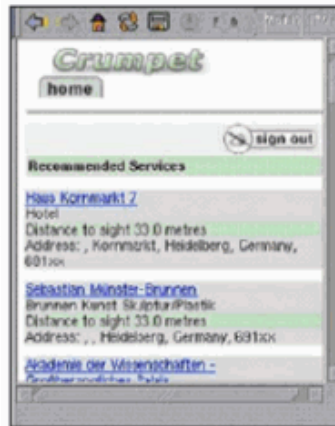 Crumpet
home
sign out
Recommended Services
Haus Kornmarkt 7
Hotel
Distance to sight 33.0 metres
Address: , Kornmarkt, Heidelberg, Germany,
691xx
Sebastian Münster-Brunnen
Brunnen Kunst Skulptur/Plastik
Distance to sight 33.0 metres
Address: , , Heidelberg, Germany, 691xx
Akademie der Wissenschaften -
Großherzogliches Palais